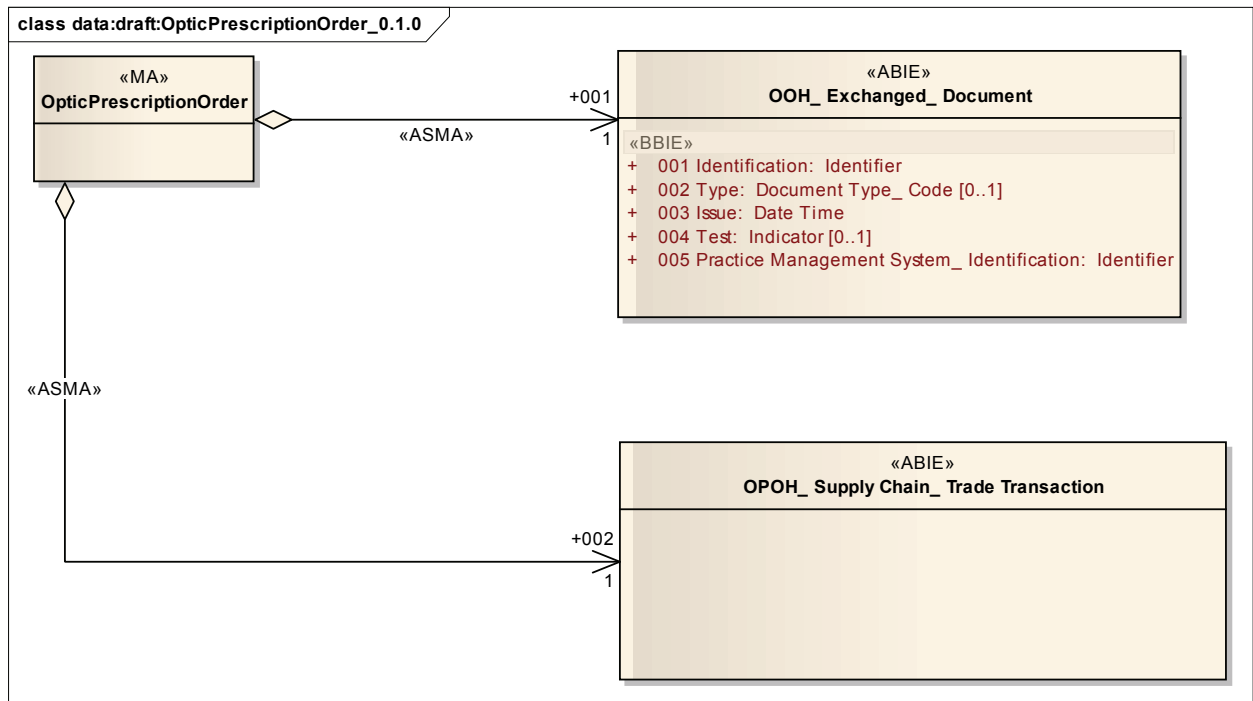 class data:draft:OpticPrescriptionOrder_0.1.0
«MA»
OpticPrescriptionOrder
+001
«ASMA»
1
«ABIE»
OOH_ Exchanged_ Document
«BBIE»
+ 001 Identification: Identifier
+ 002 Type: Document Type_ Code [0..1]
+ 003 Issue: Date Time
+ 004 Test: Indicator [0..1]
+ 005 Practice Management System_ Identification: Identifier
«ASMA»
+002
1
«ABIE»
OPOH_ Supply Chain_ Trade Transaction